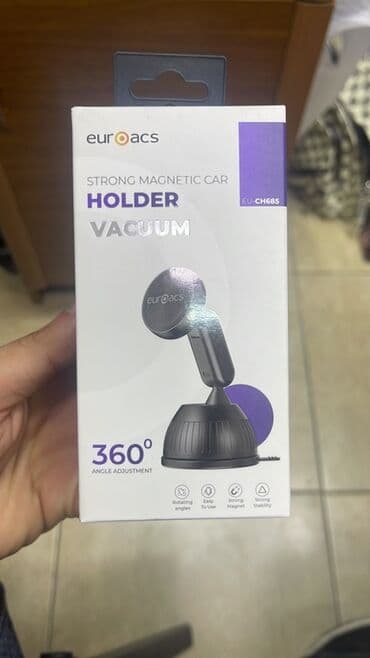 euroacs
STRONG MAGNETIC CAR
HOLDER
EU-CH685
VACUUM
euroacs
360°
ANGLE ADJUSTMENT
Rotating
angles
Easy
To Use
Strong
Magnet
Strong
Stability